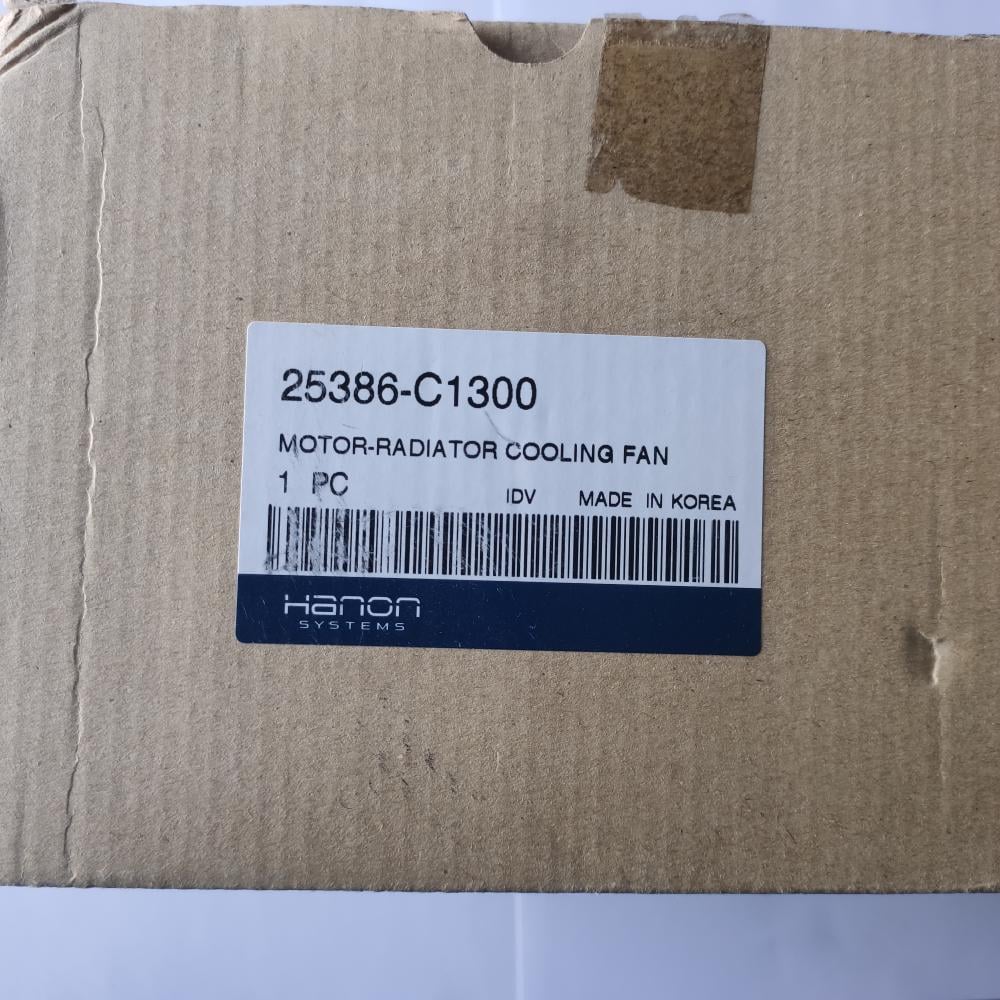 25386-C1300
MOTOR-RADIATOR COOLING FAN
1 PC
IDV MADE IN KOREA
Hanon
SYSTEMS